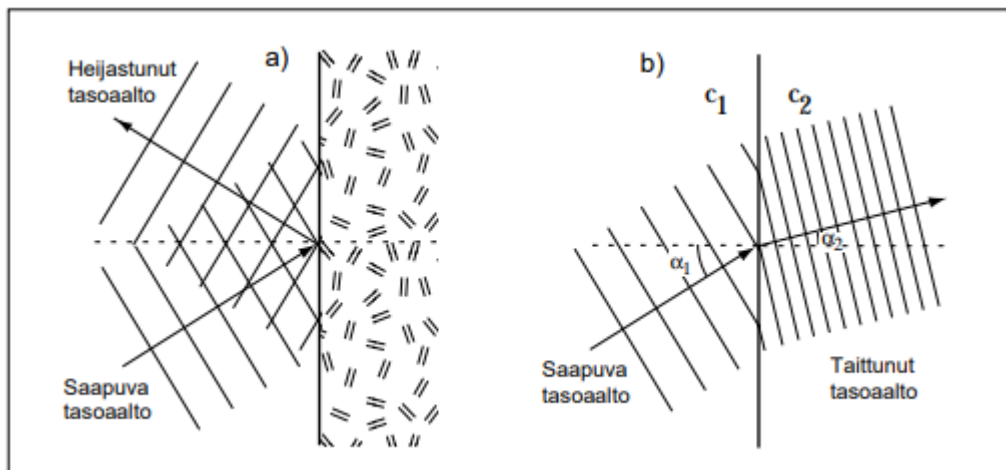 a)
Heijastunut
tasoaalto
Saapuva
tasoaalto
b)
c1
c2
α1
α2
Saapuva
tasoaalto
Taittunut
tasoaalto